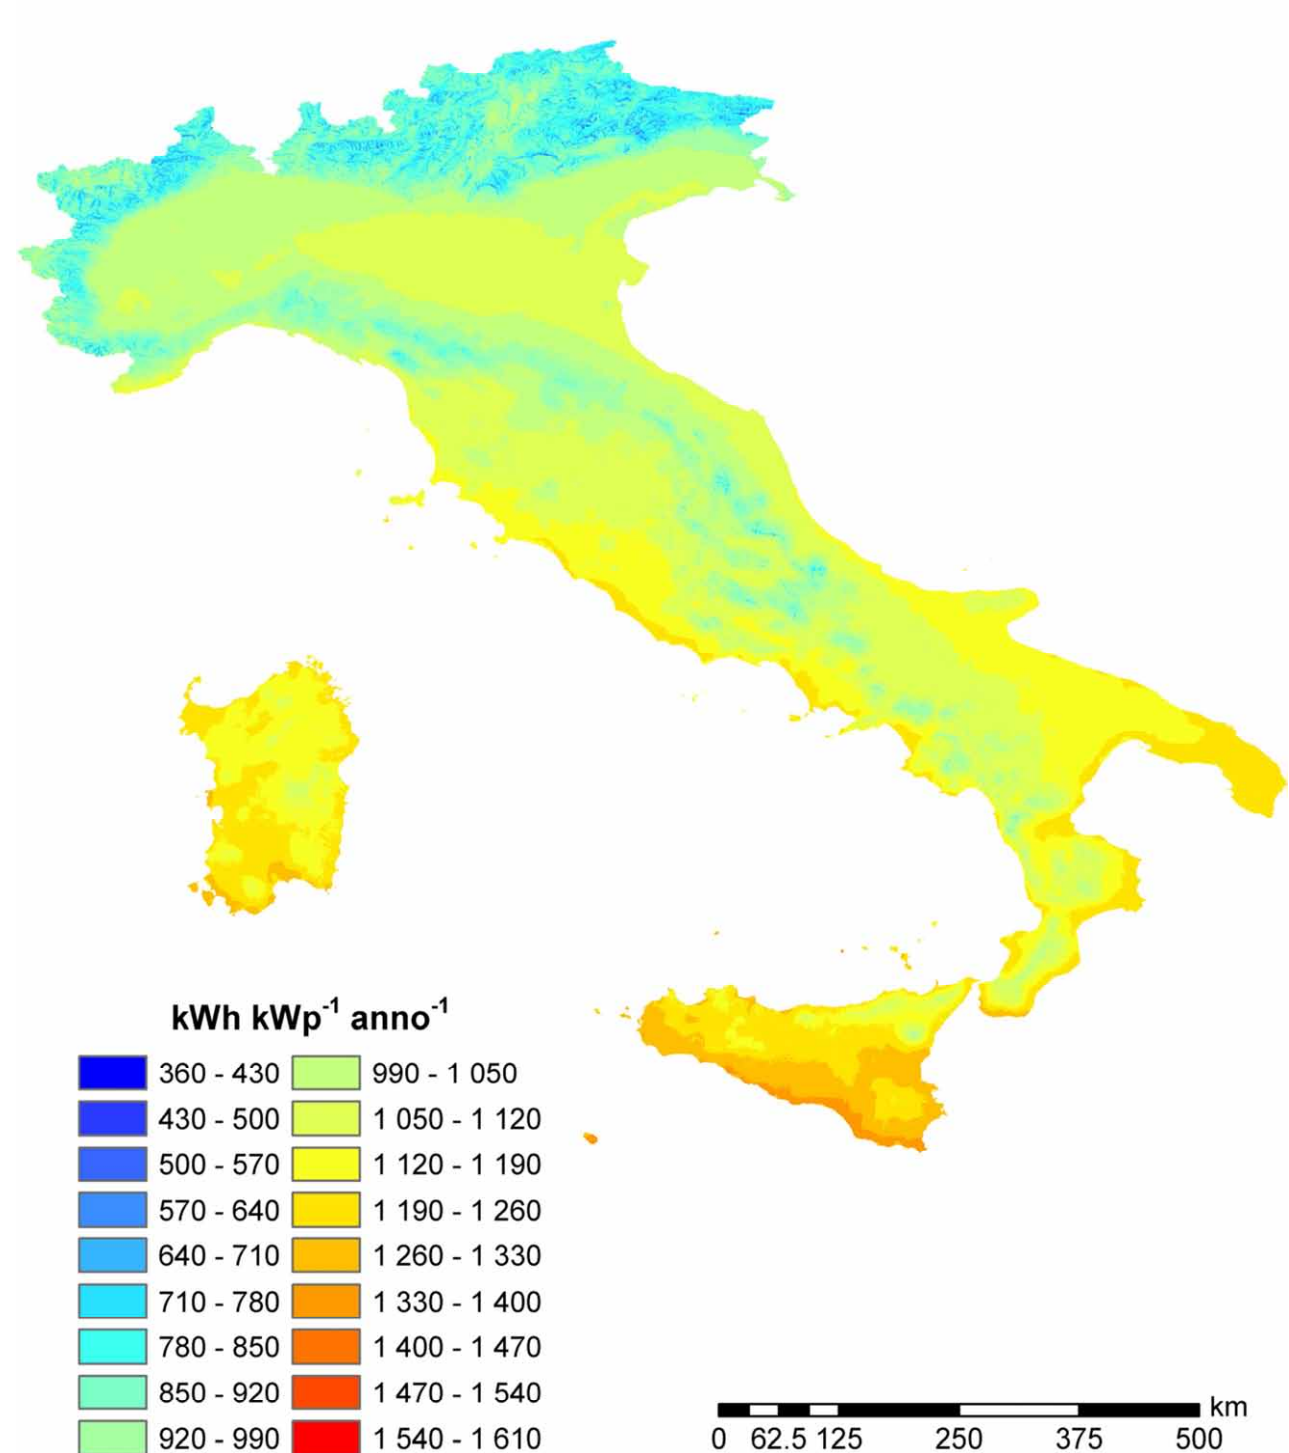 kWh kWp-1 anno-1
360 - 430 990 - 1 050
430 - 500 1 050 - 1 120
500 - 570 1 120 - 1 190
570 - 640 1 190 - 1 260
640 - 710 1 260 - 1 330
710 - 780 1 330 - 1 400
780 - 850 1 400 - 1 470
850 - 920 1 470 - 1 540
920 - 990 1 540 - 1 610
km
0 62.5 125 250 375 500